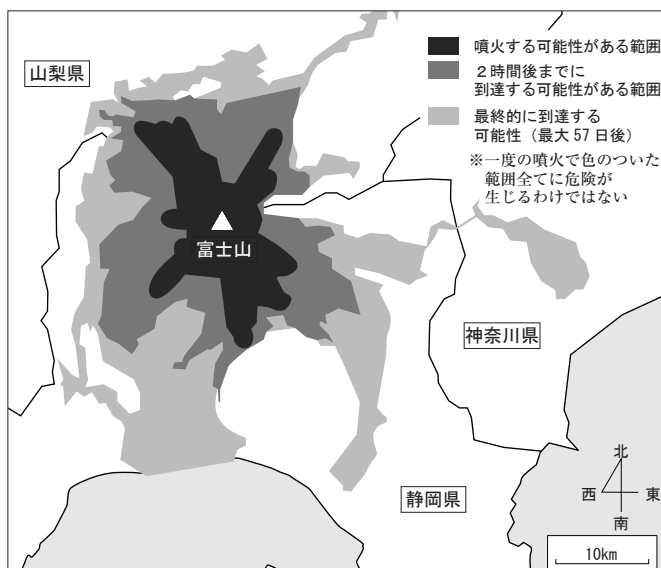 噴火する可能性がある範囲
２時間後までに
到達する可能性がある範囲
最終的に到達する
可能性（最大 57 日後）
※一度の噴火で色のついた
範囲全てに危険が
生じるわけではない
山梨県
富士山
神奈川県
静岡県
北
西
東
南
10km